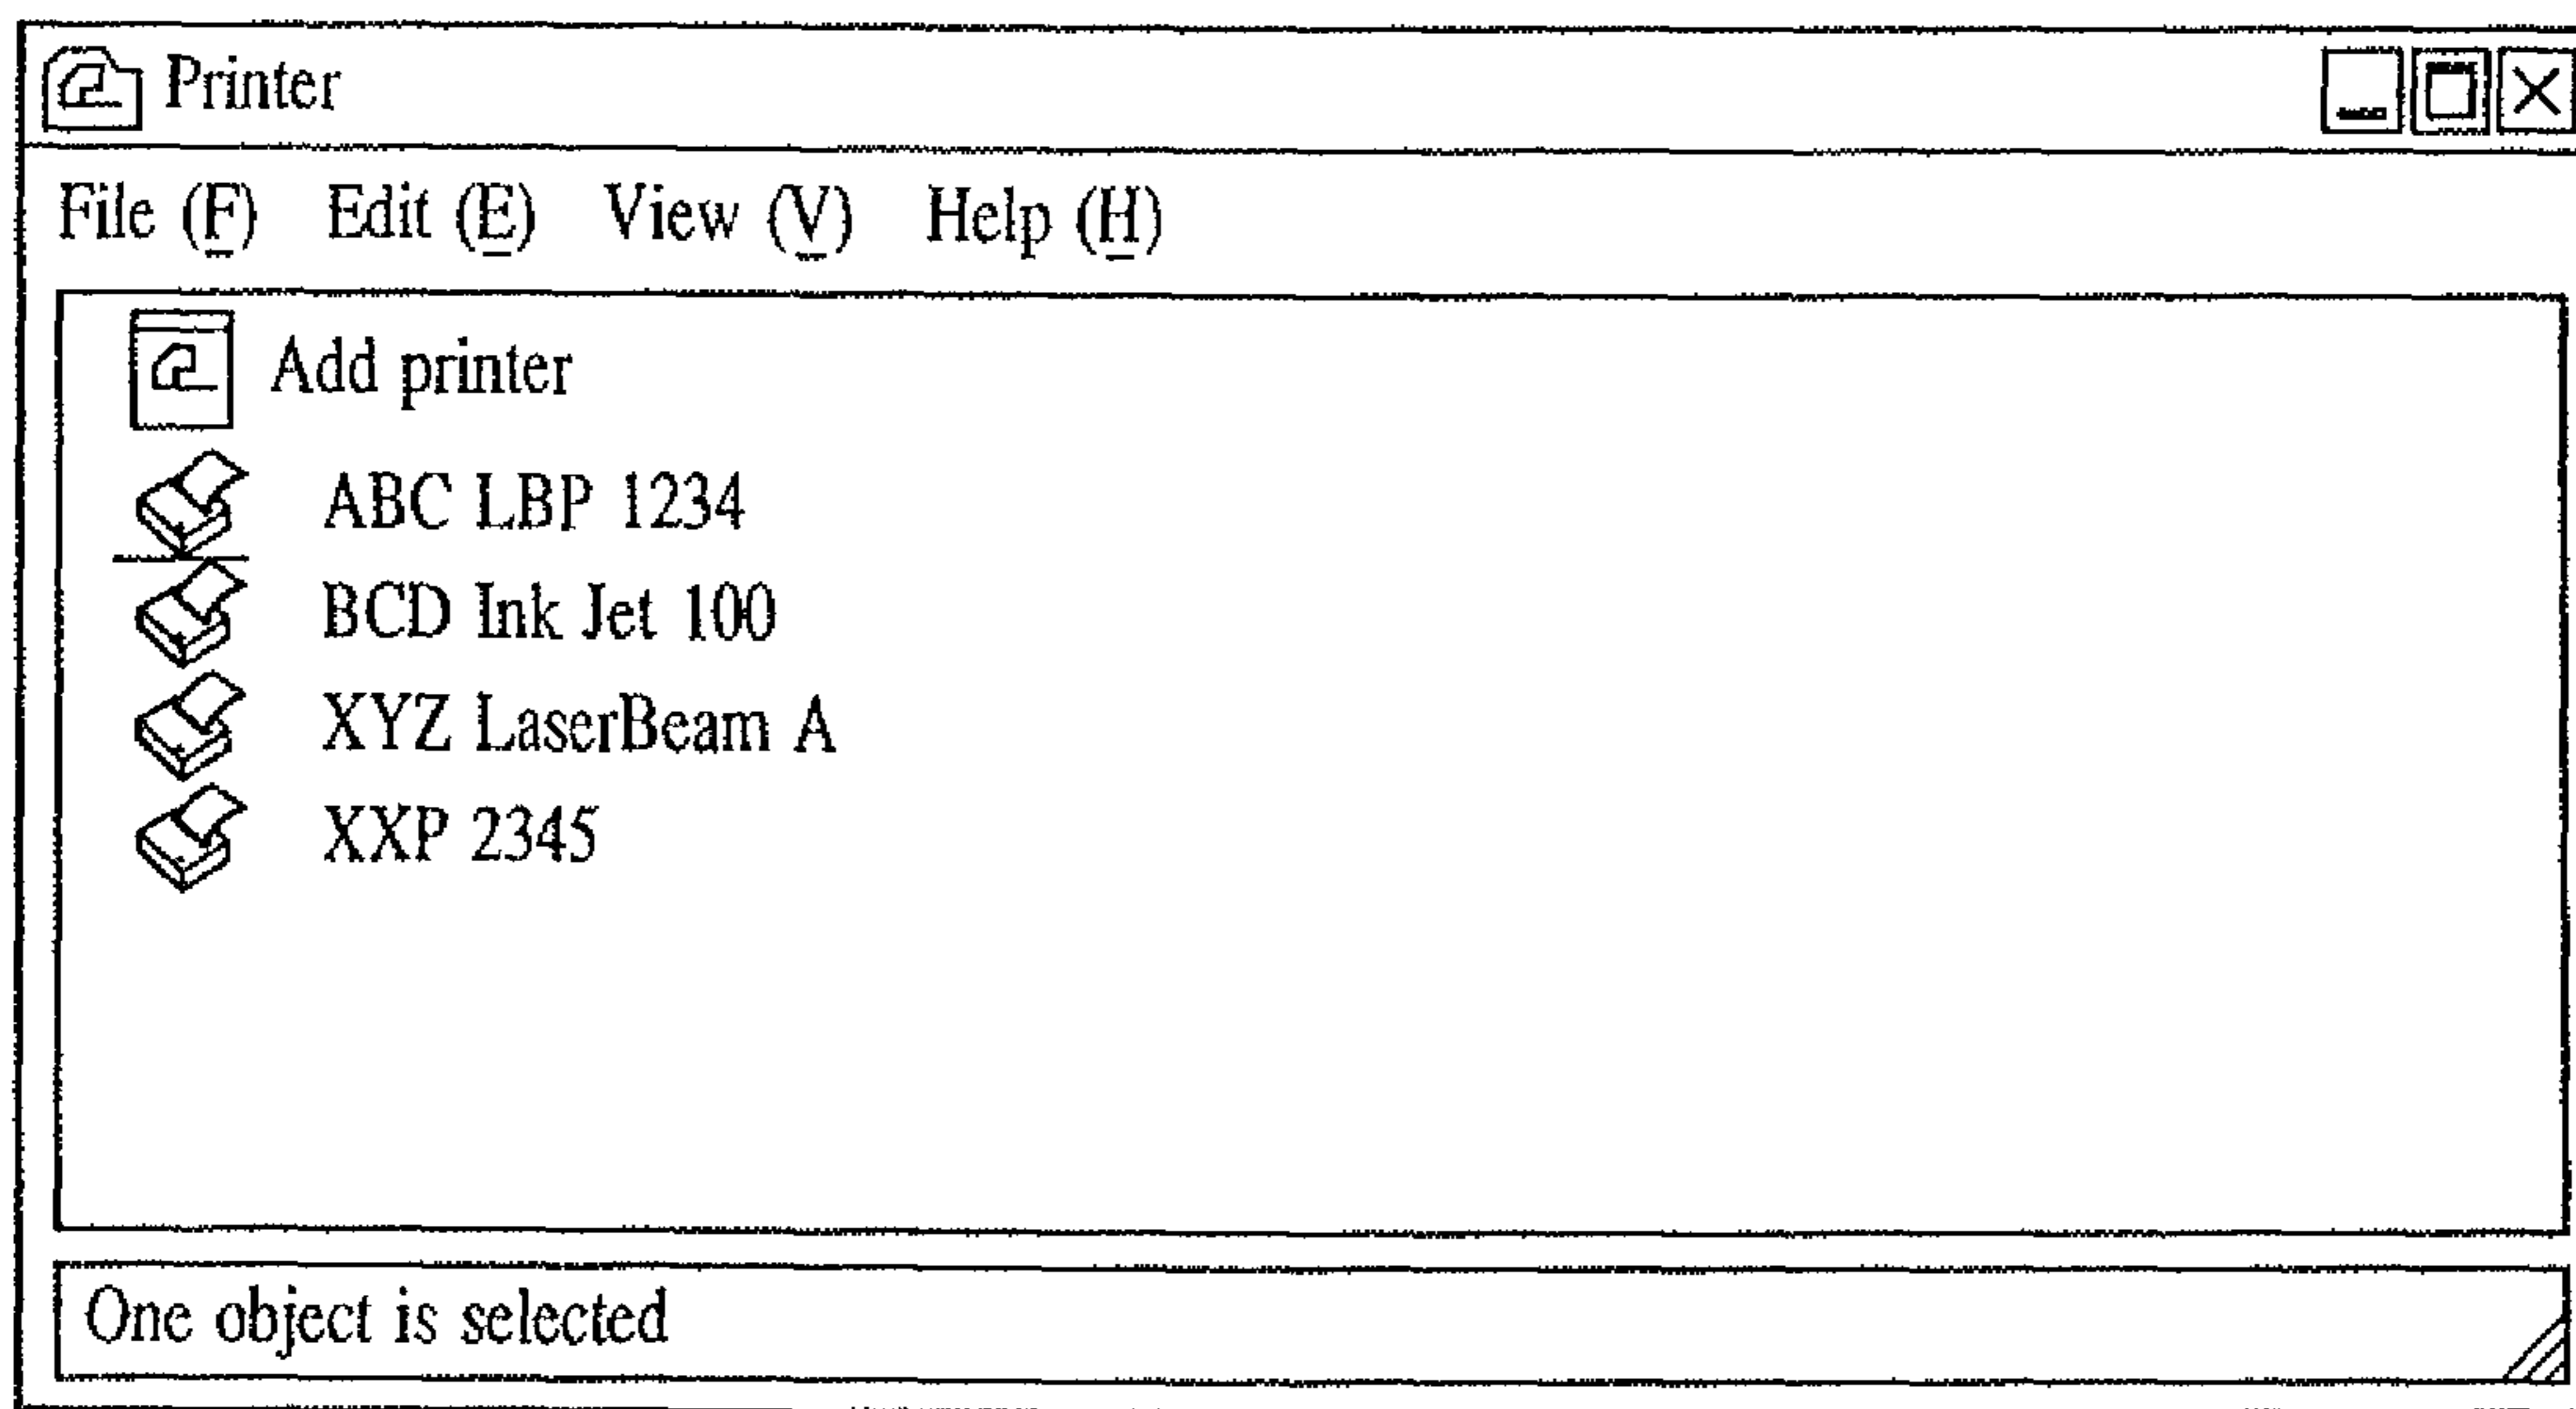 Printer
File (F) Edit (E) View (V) Help (H)
Add printer
ABC LBP 1234
BCD Ink Jet 100
XYZ LaserBeam A
XXP 2345
One object is selected